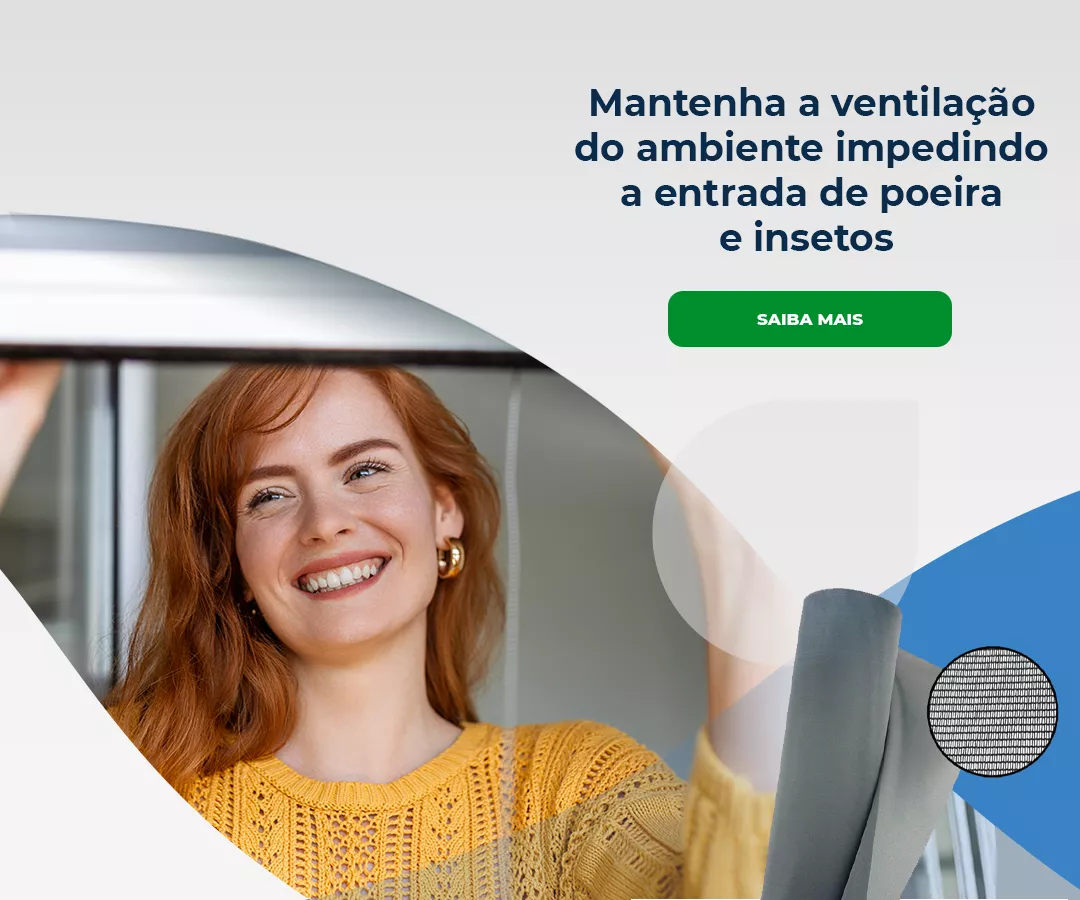 Mantenha a ventilação
do ambiente impedindo
a entrada de poeira
e insetos
SAIBA MAIS